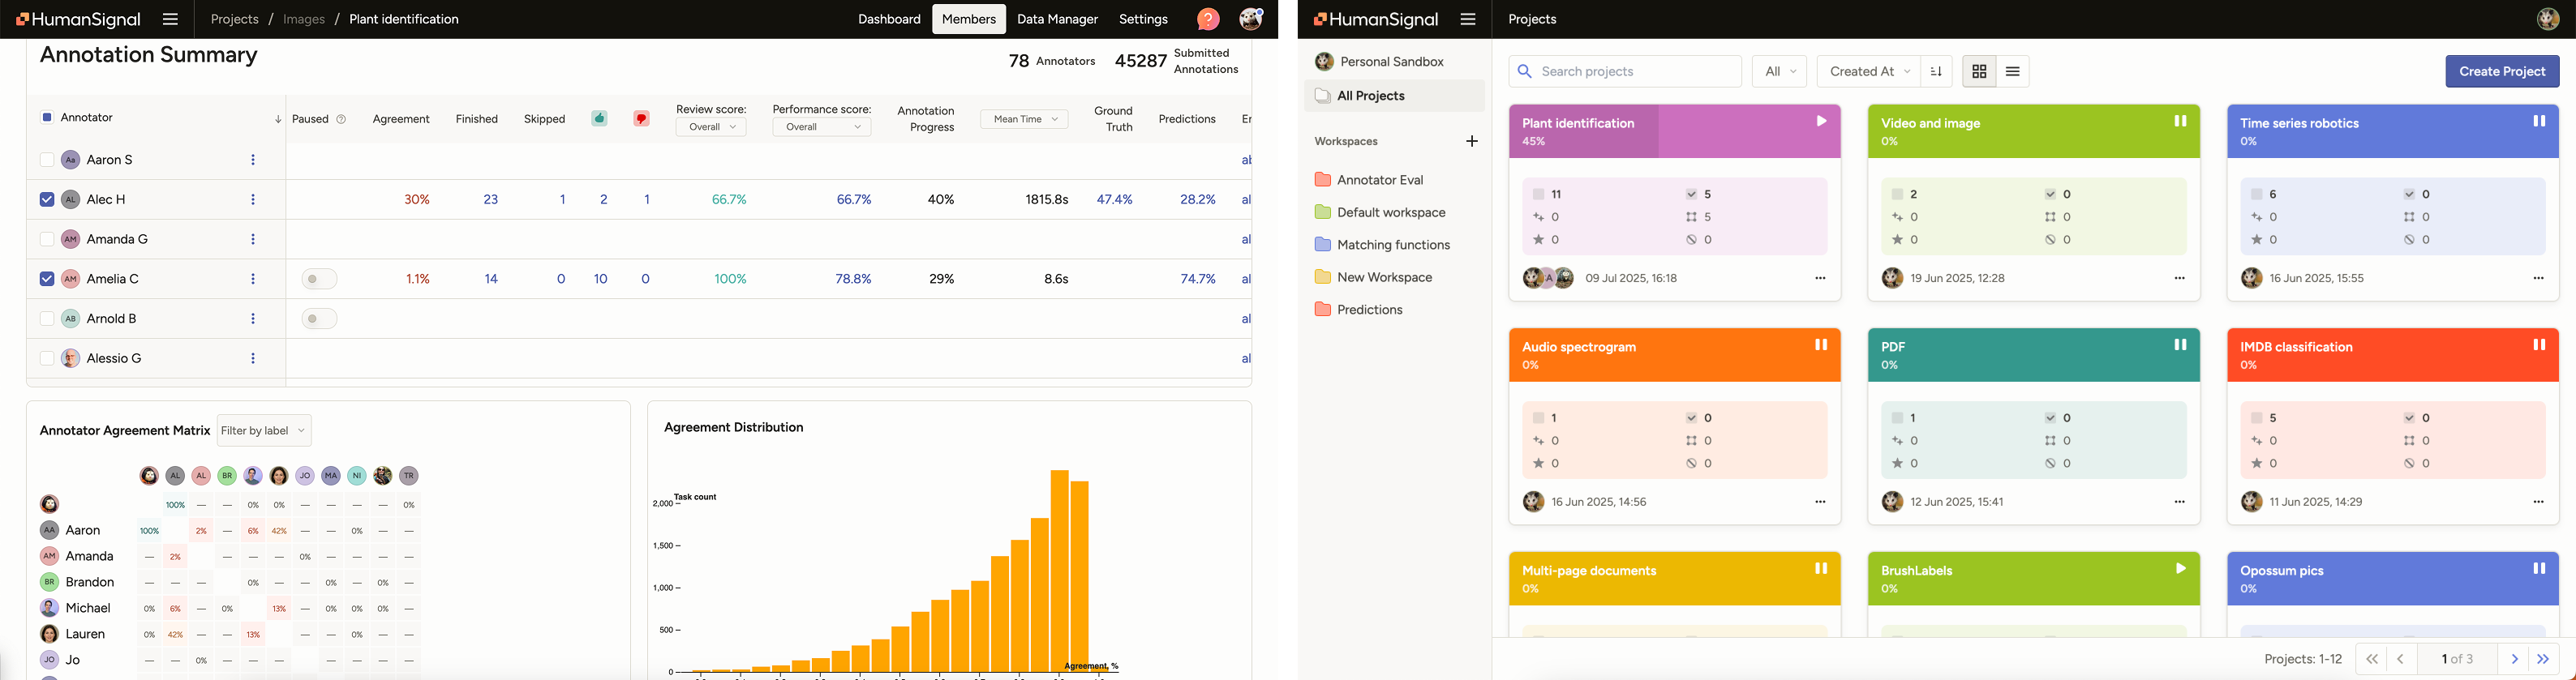 HumanSignal
Projects / Images / Plant identification
Dashboard Members Data Manager Settings
Annotation Summary
78 Annotators 45287 Submitted Annotations
Annotator Paused Agreement Finished Skipped Review score: Overall Performance score: Overall Annotation Progress Mean Time Ground Truth Predictions Er
Aa Aaron S
AL Alec H 30% 23 1 2 1 66.7% 66.7% 40% 1815.8s 47.4% 28.2% al
AM Amanda G al
AM Amelia C 1.1% 14 0 10 0 100% 78.8% 29% 8.6s 74.7% al
AB Arnold B al
Alessio G al
Annotator Agreement Matrix Filter by label
AL AL BR JO MA NI TR
100% — — 0% 0% — — — — 0%
AA Aaron 100% 2% — 6% 42% — — 0% — —
AM Amanda — 2% — — — 0% — — — —
BR Brandon — — — 0% — — 0% — 0% —
Michael 0% 6% — 0% 13% — 0% 0% 0% —
Lauren 0% 42% — — 13% — — 0% — —
JO Jo — — 0% — — — — — — —
Agreement Distribution
Task count
2,000
1,500
1,000
500
0
Agreement, %
HumanSignal
Projects
Personal Sandbox
All Projects
Workspaces +
Annotator Eval
Default workspace
Matching functions
New Workspace
Predictions
Search projects All Created At Create Project
Plant identification
45%
11 5
0 5
0 0
A 09 Jul 2025, 16:18
Video and image
0%
2 0
0 0
0 0
19 Jun 2025, 12:28
Time series robotics
0%
6 0
0 0
0 0
16 Jun 2025, 15:55
Audio spectrogram
0%
1 0
0 0
0 0
16 Jun 2025, 14:56
PDF
0%
1 0
0 0
0 0
12 Jun 2025, 15:41
IMDB classification
0%
5 0
0 0
0 0
11 Jun 2025, 14:29
Multi-page documents
0%
BrushLabels
0%
Opossum pics
0%
Projects: 1-12 1 of 3